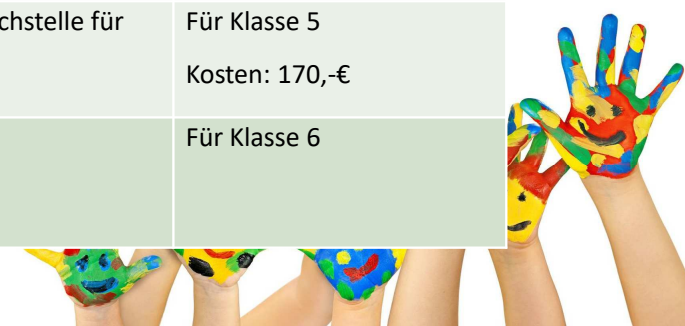 chstelle für
Für Klasse 5
Kosten: 170,-€
Für Klasse 6